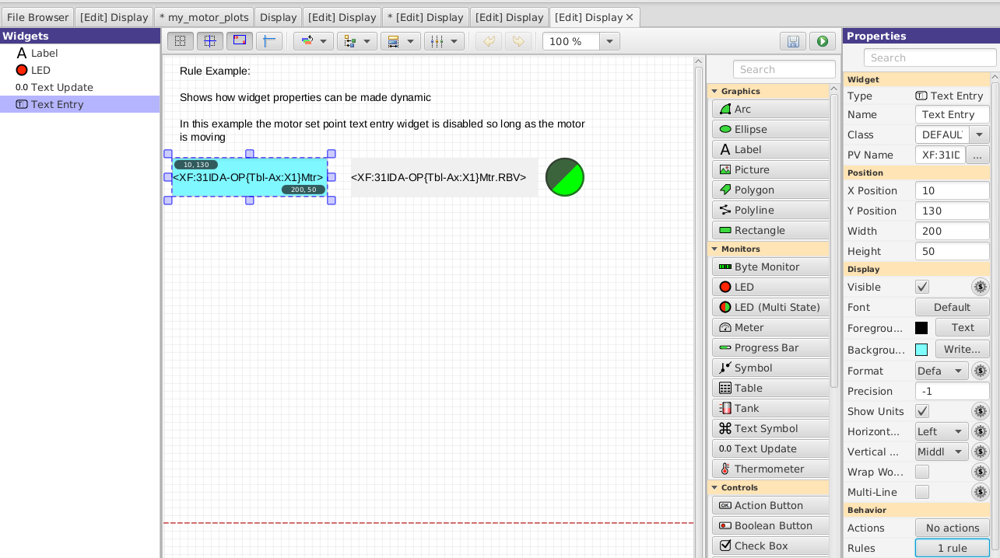 File Browser
[Edit] Display
* my_motor_plots
Display
[Edit] Display
* [Edit] Display
[Edit] Display
[Edit] Display
Widgets
Label
LED
0.0 Text Update
Text Entry
100 %
Rule Example:
Shows how widget properties can be made dynamic
In this example the motor set point text entry widget is disabled so long as the motor
is moving
10, 130
<XF:31IDA-OP{Tbl-Ax:X1}Mtr>
200, 50
<XF:31IDA-OP{Tbl-Ax:X1}Mtr.RBV>
Search
Graphics
Arc
Ellipse
A Label
Picture
Polygon
Polyline
Rectangle
Monitors
Byte Monitor
LED
LED (Multi State)
Meter
Progress Bar
Symbol
Table
Tank
Text Symbol
0.0 Text Update
Thermometer
Controls
OK Action Button
Boolean Button
Check Box
Properties
Search
Widget
Type Text Entry
Name Text Entry
Class DEFAUL
PV Name XF:31ID ...
Position
X Position 10
Y Position 130
Width 200
Height 50
Display
Visible
Font Default
Foregrou... Text
Backgrou... Write...
Format Defa
Precision -1
Show Units
Horizont... Left
Vertical ... Middl
Wrap Wo...
Multi-Line
Behavior
Actions No actions
Rules 1 rule